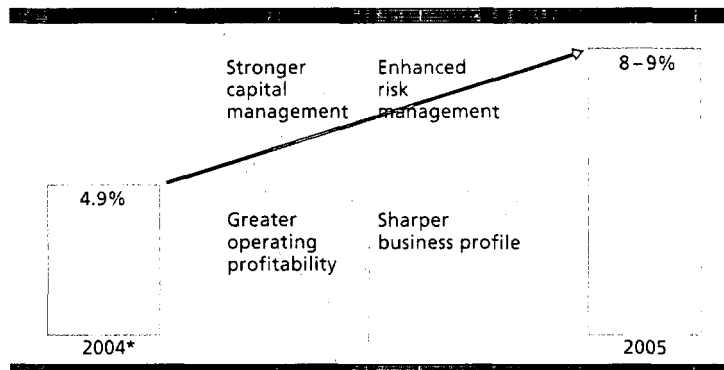 Stronger
capital
management
Enhanced
risk
management
8–9%
4.9%
Greater
operating
profitability
Sharper
business profile
2004*
2005